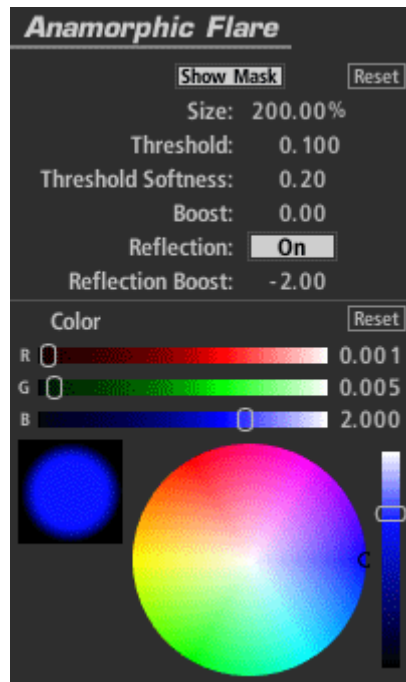 Anamorphic Flare
Show Mask Reset
Size: 200.00%
Threshold: 0.100
Threshold Softness: 0.20
Boost: 0.00
Reflection: On
Reflection Boost: -2.00
Color Reset
R 0.001
G 0.005
B 2.000